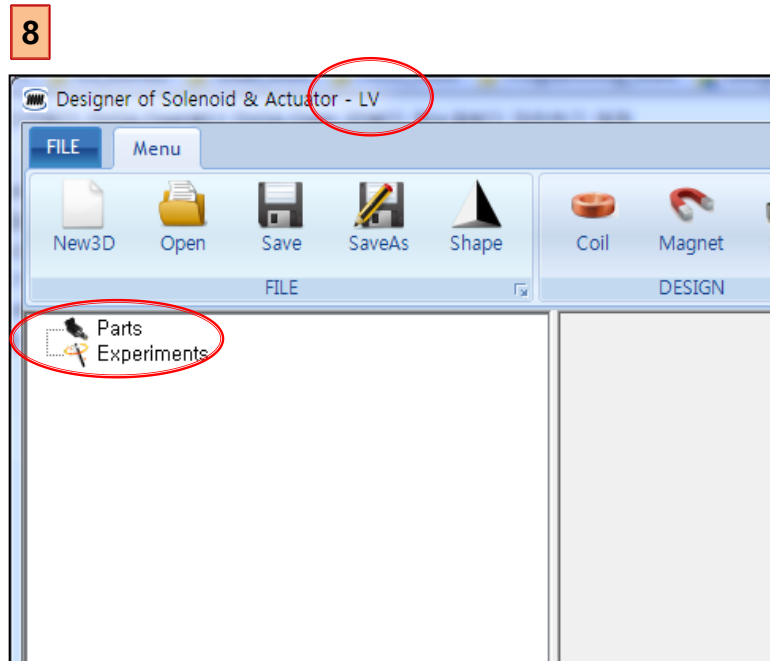 8
Designer of Solenoid & Actuator - LV
FILE Menu
New3D Open Save SaveAs Shape Coil Magnet
FILE DESIGN
Parts
Experiments